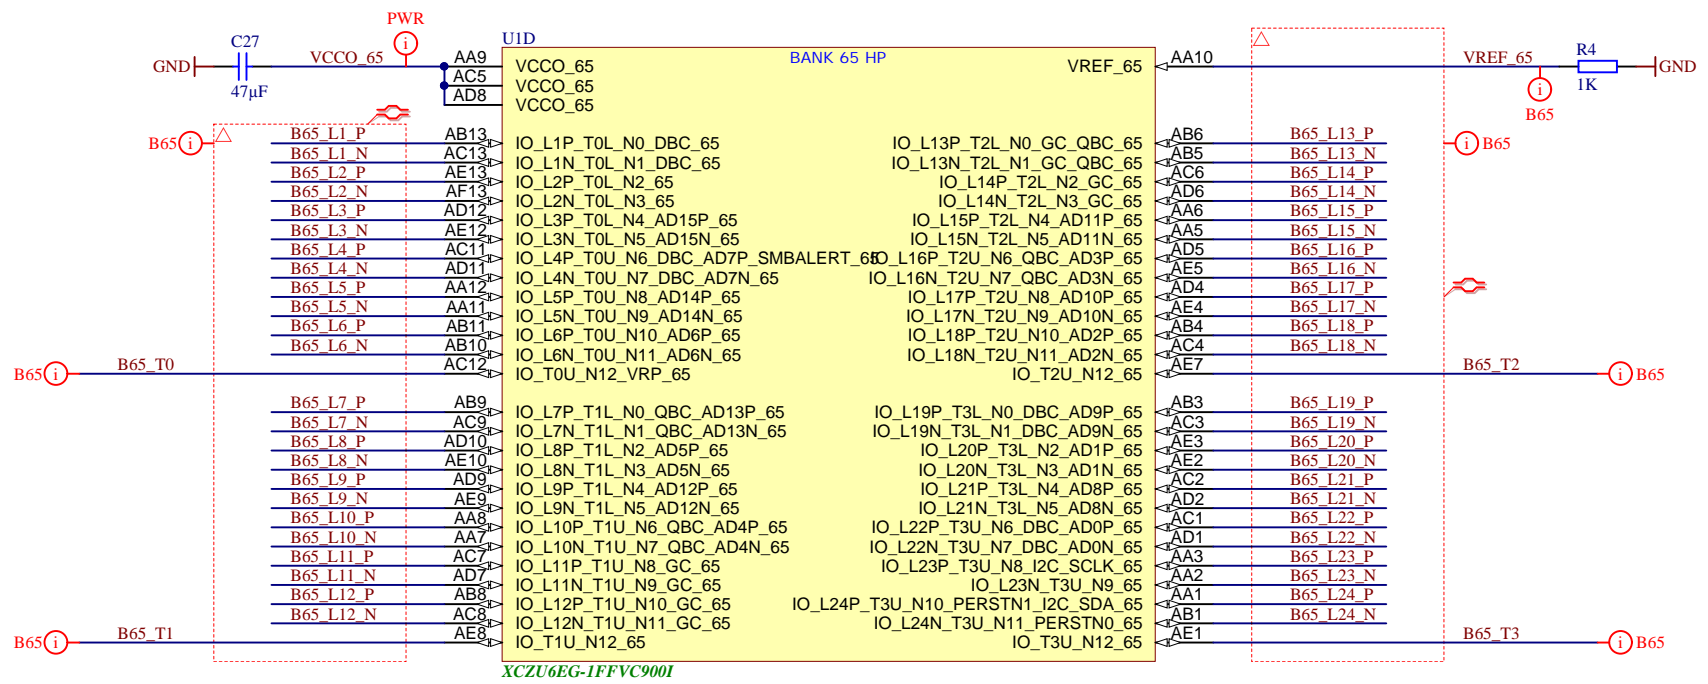 PWR
C27
U1D
BANK 65 HP
R4
GND VCCO_65 AA9 VCCO_65 VREF_65 AA10 VREF_65 GND
47µF AC5 VCCO_65 1K
AD8 VCCO_65 B65
B65 B65_L1_P AB13 IO_L1P_T0L_N0_DBC_65 IO_L13P_T2L_N0_GC_QBC_65 AB6 B65_L13_P B65
B65_L1_N AC13 IO_L1N_T0L_N1_DBC_65 IO_L13N_T2L_N1_GC_QBC_65 AB5 B65_L13_N
B65_L2_P AE13 IO_L2P_T0L_N2_65 IO_L14P_T2L_N2_GC_65 AC6 B65_L14_P
B65_L2_N AF13 IO_L2N_T0L_N3_65 IO_L14N_T2L_N3_GC_65 AD6 B65_L14_N
B65_L3_P AD12 IO_L3P_T0L_N4_AD15P_65 IO_L15P_T2L_N4_AD11P_65 AA6 B65_L15_P
B65_L3_N AE12 IO_L3N_T0L_N5_AD15N_65 IO_L15N_T2L_N5_AD11N_65 AA5 B65_L15_N
B65_L4_P AC11 IO_L4P_T0U_N6_DBC_AD7P_SMBALERT_65 IO_L16P_T2U_N6_QBC_AD3P_65 AD5 B65_L16_P
B65_L4_N AD11 IO_L4N_T0U_N7_DBC_AD7N_65 IO_L16N_T2U_N7_QBC_AD3N_65 AE5 B65_L16_N
B65_L5_P AA12 IO_L5P_T0U_N8_AD14P_65 IO_L17P_T2U_N8_AD10P_65 AD4 B65_L17_P
B65_L5_N AA11 IO_L5N_T0U_N9_AD14N_65 IO_L17N_T2U_N9_AD10N_65 AE4 B65_L17_N
B65_L6_P AB11 IO_L6P_T0U_N10_AD6P_65 IO_L18P_T2U_N10_AD2P_65 AB4 B65_L18_P
B65_L6_N AB10 IO_L6N_T0U_N11_AD6N_65 IO_L18N_T2U_N11_AD2N_65 AC4 B65_L18_N
B65 B65_T0 AC12 IO_T0U_N12_VRP_65 IO_T2U_N12_65 AE7 B65_T2 B65
B65_L7_P AB9 IO_L7P_T1L_N0_QBC_AD13P_65 IO_L19P_T3L_N0_DBC_AD9P_65 AB3 B65_L19_P
B65_L7_N AC9 IO_L7N_T1L_N1_QBC_AD13N_65 IO_L19N_T3L_N1_DBC_AD9N_65 AC3 B65_L19_N
B65_L8_P AD10 IO_L8P_T1L_N2_AD5P_65 IO_L20P_T3L_N2_AD1P_65 AE3 B65_L20_P
B65_L8_N AE10 IO_L8N_T1L_N3_AD5N_65 IO_L20N_T3L_N3_AD1N_65 AE2 B65_L20_N
B65_L9_P AD9 IO_L9P_T1L_N4_AD12P_65 IO_L21P_T3L_N4_AD8P_65 AC2 B65_L21_P
B65_L9_N AE9 IO_L9N_T1L_N5_AD12N_65 IO_L21N_T3L_N5_AD8N_65 AD2 B65_L21_N
B65_L10_P AA8 IO_L10P_T1U_N6_QBC_AD4P_65 IO_L22P_T3U_N6_DBC_AD0P_65 AC1 B65_L22_P
B65_L10_N AA7 IO_L10N_T1U_N7_QBC_AD4N_65 IO_L22N_T3U_N7_DBC_AD0N_65 AD1 B65_L22_N
B65_L11_P AC7 IO_L11P_T1U_N8_GC_65 IO_L23P_T3U_N8_I2C_SCLK_65 AA3 B65_L23_P
B65_L11_N AD7 IO_L11N_T1U_N9_GC_65 IO_L23N_T3U_N9_65 AA2 B65_L23_N
B65_L12_P AB8 IO_L12P_T1U_N10_GC_65 IO_L24P_T3U_N10_PERSTN1_I2C_SDA_65 AA1 B65_L24_P
B65_L12_N AC8 IO_L12N_T1U_N11_GC_65 IO_L24N_T3U_N11_PERSTN0_65 AB1 B65_L24_N
B65 B65_T1 AE8 IO_T1U_N12_65 IO_T3U_N12_65 AE1 B65_T3 B65
XCZU6EG-1FFVC900I